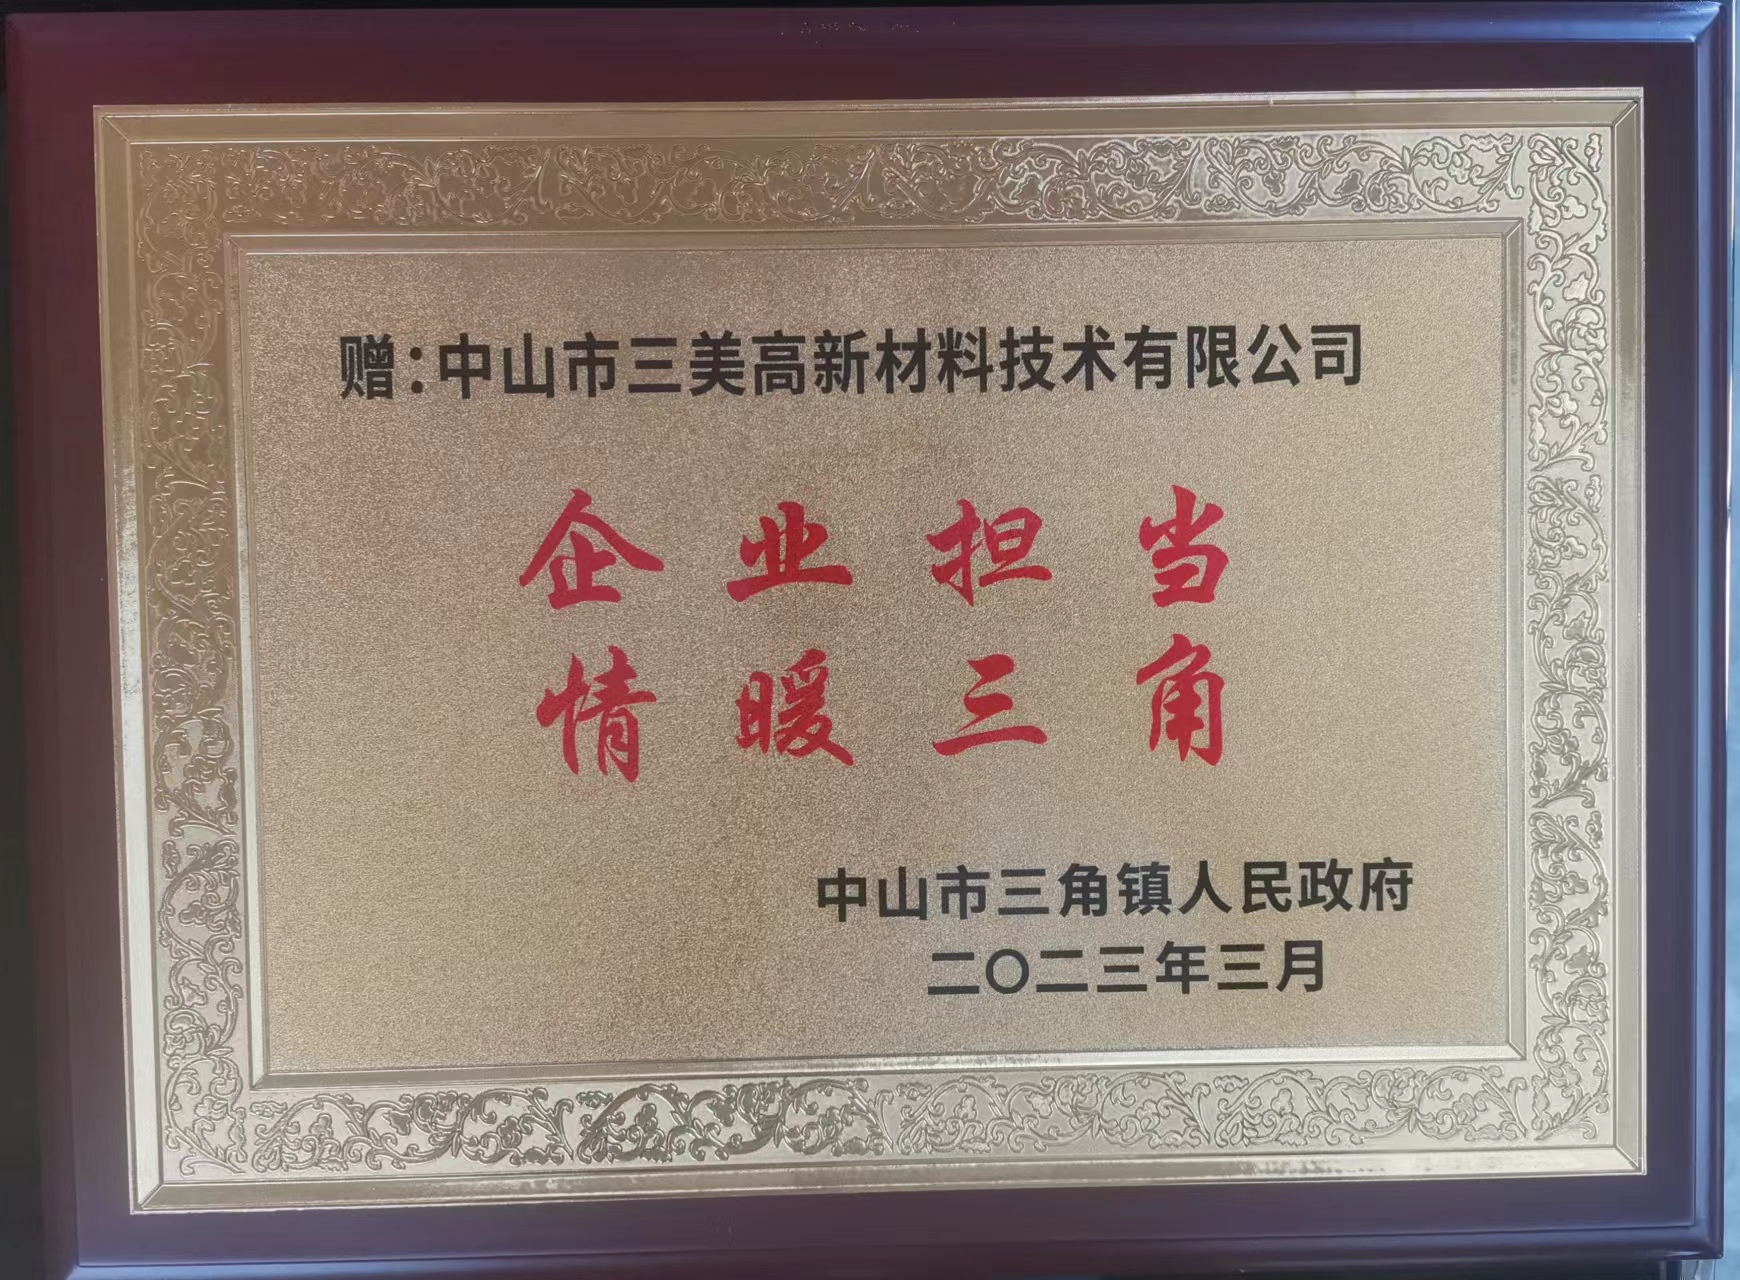 赠:中山市三美高新材料技术有限公司
企业担当
情暖三角
中山市三角镇人民政府
二〇二三年三月